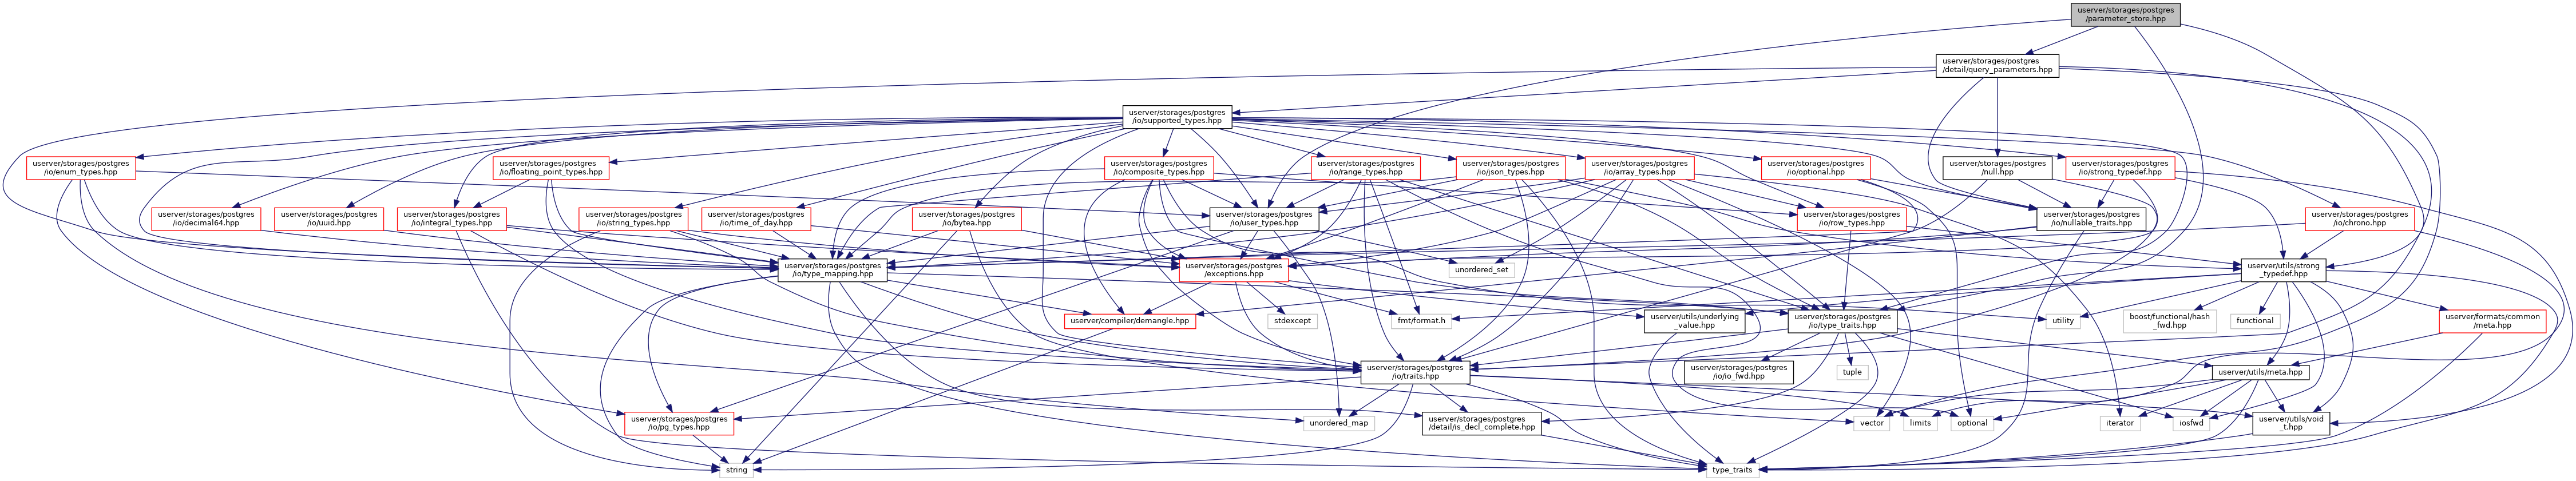 userver/storages/postgres
/parameter_store.hpp
userver/storages/postgres
/detail/query_parameters.hpp
userver/storages/postgres
/io/supported_types.hpp
userver/storages/postgres
/io/enum_types.hpp
userver/storages/postgres
/io/floating_point_types.hpp
userver/storages/postgres
/io/composite_types.hpp
userver/storages/postgres
/io/range_types.hpp
userver/storages/postgres
/io/json_types.hpp
userver/storages/postgres
/io/array_types.hpp
userver/storages/postgres
/io/optional.hpp
userver/storages/postgres
/null.hpp
userver/storages/postgres
/io/strong_typedef.hpp
userver/storages/postgres
/io/decimal64.hpp
userver/storages/postgres
/io/uuid.hpp
userver/storages/postgres
/io/integral_types.hpp
userver/storages/postgres
/io/string_types.hpp
userver/storages/postgres
/io/time_of_day.hpp
userver/storages/postgres
/io/bytea.hpp
userver/storages/postgres
/io/user_types.hpp
userver/storages/postgres
/io/row_types.hpp
userver/storages/postgres
/io/nullable_traits.hpp
userver/storages/postgres
/io/chrono.hpp
userver/storages/postgres
/io/type_mapping.hpp
userver/storages/postgres
/exceptions.hpp
unordered_set
userver/utils/strong
_typedef.hpp
userver/compiler/demangle.hpp
stdexcept
fmt/format.h
userver/utils/underlying
_value.hpp
userver/storages/postgres
/io/type_traits.hpp
utility
boost/functional/hash
_fwd.hpp
functional
userver/formats/common
/meta.hpp
userver/storages/postgres
/io/traits.hpp
userver/storages/postgres
/io/io_fwd.hpp
tuple
userver/utils/meta.hpp
userver/storages/postgres
/io/pg_types.hpp
unordered_map
userver/storages/postgres
/detail/is_decl_complete.hpp
vector
limits
optional
iterator
iosfwd
userver/utils/void
_t.hpp
string
type_traits